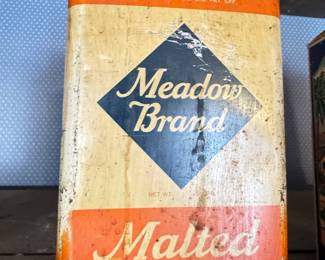 Meadow
Brand
NET WT.
Malted